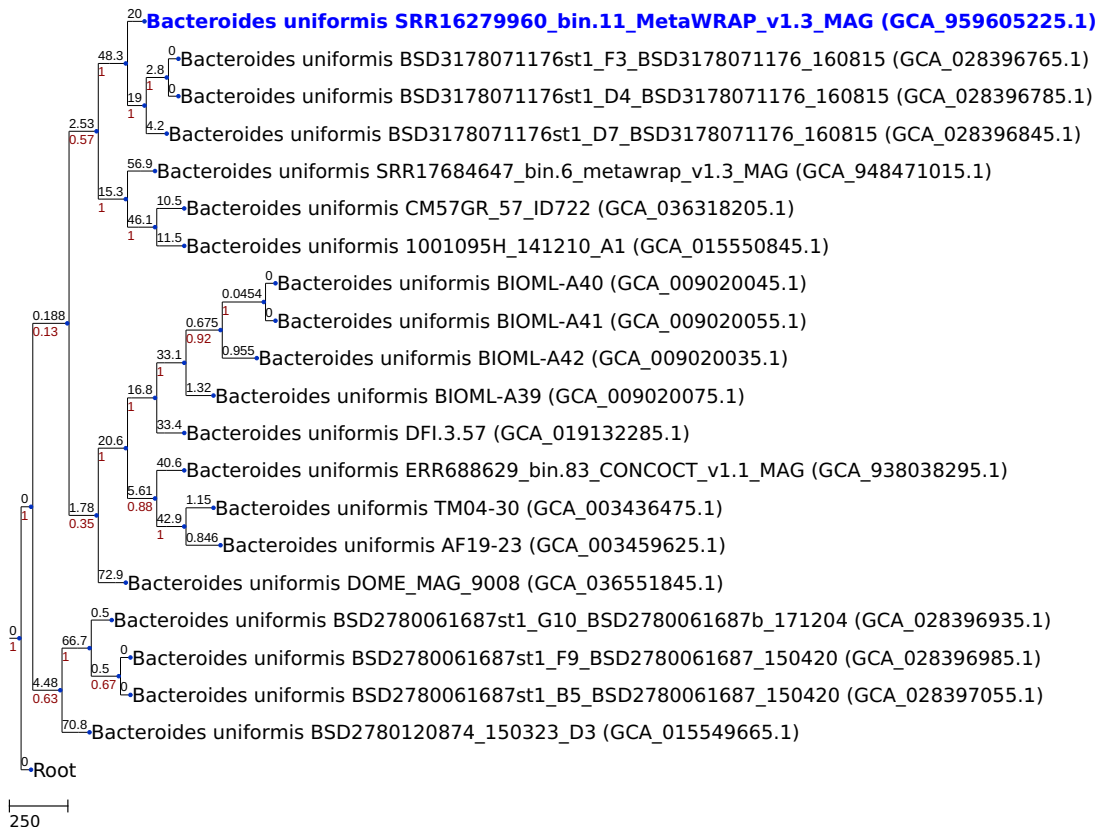 20
Bacteroides uniformis SRR16279960_bin.11_MetaWRAP_v1.3_MAG (GCA_959605225.1)
48.3
1
0
Bacteroides uniformis BSD3178071176st1_F3_BSD3178071176_160815 (GCA_028396765.1)
2.8
1
0
Bacteroides uniformis BSD3178071176st1_D4_BSD3178071176_160815 (GCA_028396785.1)
19
1
4.2
Bacteroides uniformis BSD3178071176st1_D7_BSD3178071176_160815 (GCA_028396845.1)
2.53
0.57
56.9
Bacteroides uniformis SRR17684647_bin.6_metawrap_v1.3_MAG (GCA_948471015.1)
15.3
1
10.5
Bacteroides uniformis CM57GR_57_ID722 (GCA_036318205.1)
46.1
1
11.5
Bacteroides uniformis 1001095H_141210_A1 (GCA_015550845.1)
0
Bacteroides uniformis BIOML-A40 (GCA_009020045.1)
0.0454
1
0
Bacteroides uniformis BIOML-A41 (GCA_009020055.1)
0.188
0.13
0.675
0.92
0.955
Bacteroides uniformis BIOML-A42 (GCA_009020035.1)
33.1
1
1.32
Bacteroides uniformis BIOML-A39 (GCA_009020075.1)
16.8
1
33.4
Bacteroides uniformis DFI.3.57 (GCA_019132285.1)
20.6
1
40.6
Bacteroides uniformis ERR688629_bin.83_CONCOCT_v1.1_MAG (GCA_938038295.1)
5.61
0.88
1.15
Bacteroides uniformis TM04-30 (GCA_003436475.1)
0
1
1.78
0.35
42.9
1
0.846
Bacteroides uniformis AF19-23 (GCA_003459625.1)
72.9
Bacteroides uniformis DOME_MAG_9008 (GCA_036551845.1)
0.5
Bacteroides uniformis BSD2780061687st1_G10_BSD2780061687b_171204 (GCA_028396935.1)
0
1
66.7
1
0
Bacteroides uniformis BSD2780061687st1_F9_BSD2780061687_150420 (GCA_028396985.1)
0.5
0.67
0
Bacteroides uniformis BSD2780061687st1_B5_BSD2780061687_150420 (GCA_028397055.1)
4.48
0.63
70.8
Bacteroides uniformis BSD2780120874_150323_D3 (GCA_015549665.1)
0
Root
250